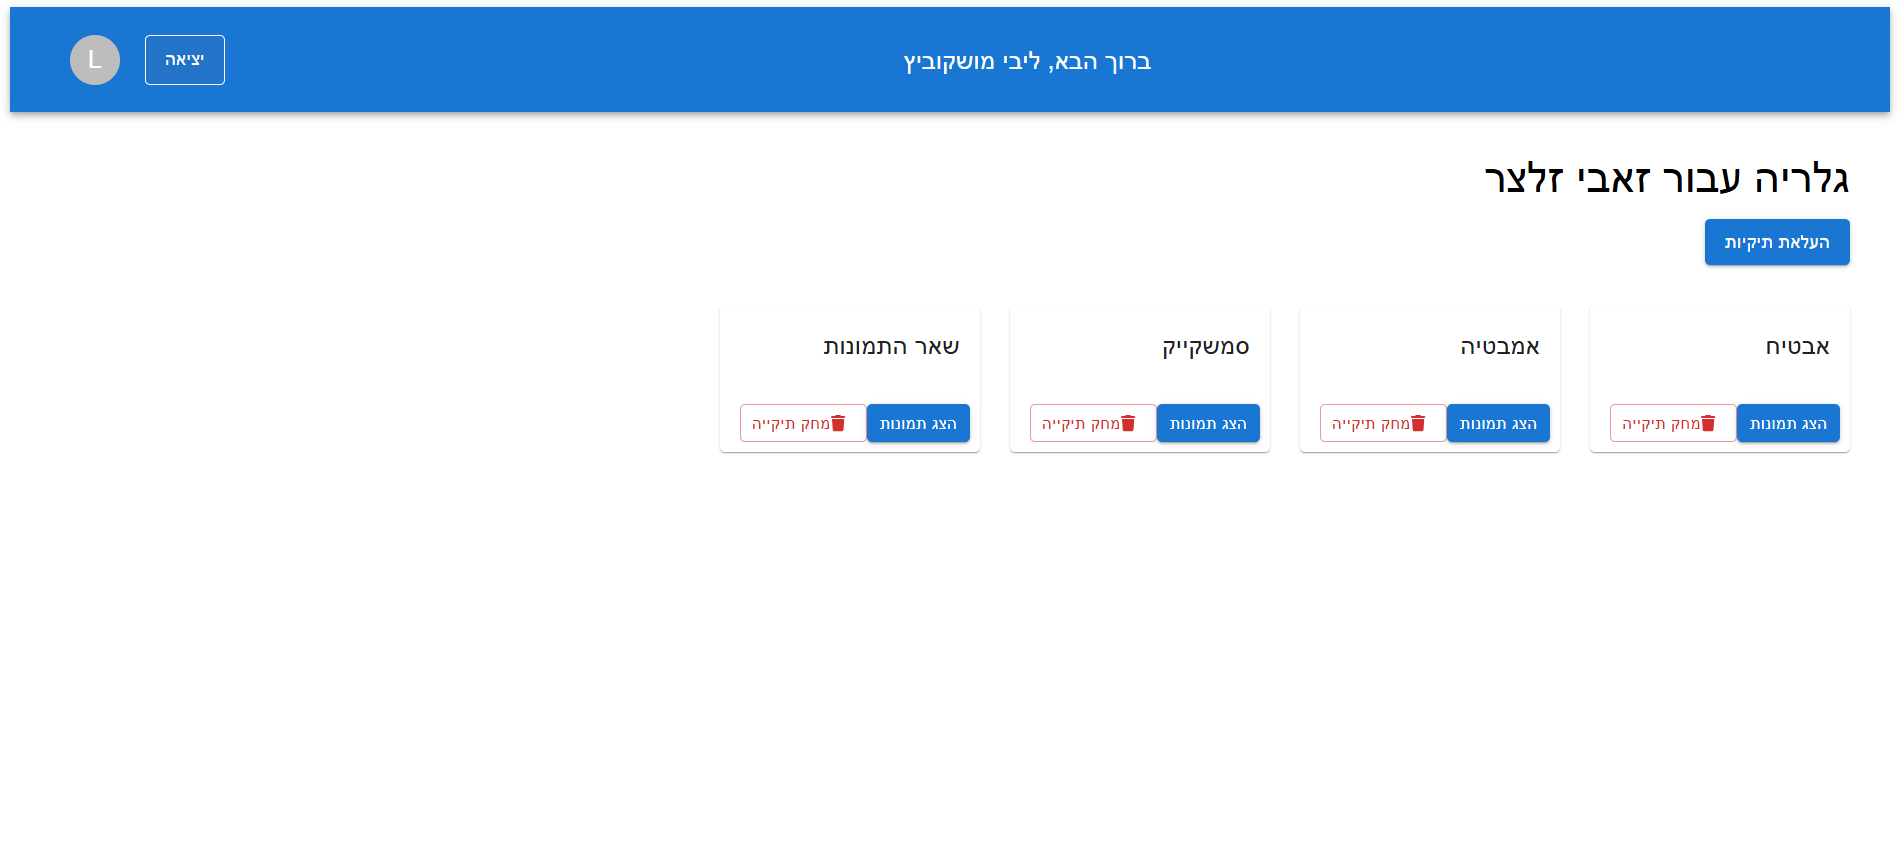 ברוך הבא, ליבי מושקוביץ
יציאה
L
גלריה עבור זאבי זלצר
העלאת תיקיות
אבטיח
הצג תמונות
מחק תיקייה
אמבטיה
הצג תמונות
מחק תיקייה
סמשקייק
הצג תמונות
מחק תיקייה
שאר התמונות
הצג תמונות
מחק תיקייה